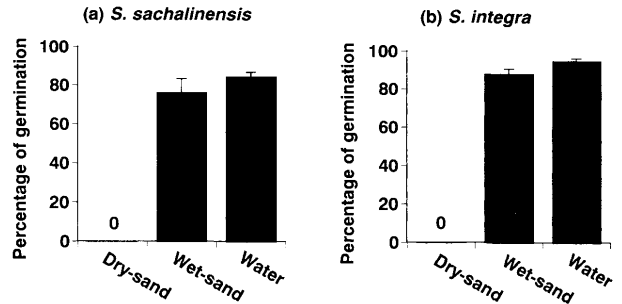 (a) S. sachalinensis
Percentage of germination
100
80
60
40
20
0
0
Dry-sand
Wet-sand
Water
(b) S. integra
Percentage of germination
100
80
60
40
20
0
0
Dry-sand
Wet-sand
Water